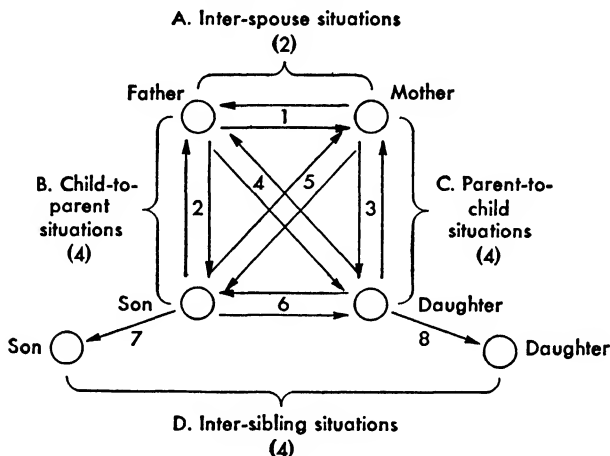 A. Inter-spouse situations
(2)
Father
Mother
1
B. Child-to-
parent
situations
(4)
2
4
5
3
C. Parent-to-
child
situations
(4)
Son
6
Daughter
Son
7
8
Daughter
D. Inter-sibling situations
(4)